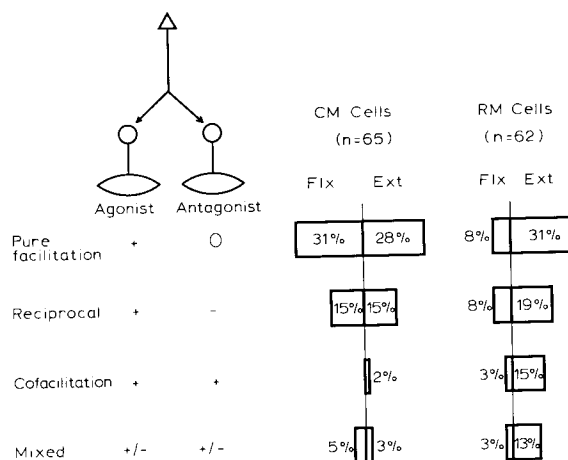 CM Cells RM Cells
(n=65) (n=62)
Flx Ext Flx Ext
Agonist Antagonist
Pure facilitation + O 31% 28% 8% 31%
Reciprocal + - 15% 15% 8% 19%
Cofacilitation + + 2% 3% 15%
Mixed +/- +/- 5% 3% 3% 13%